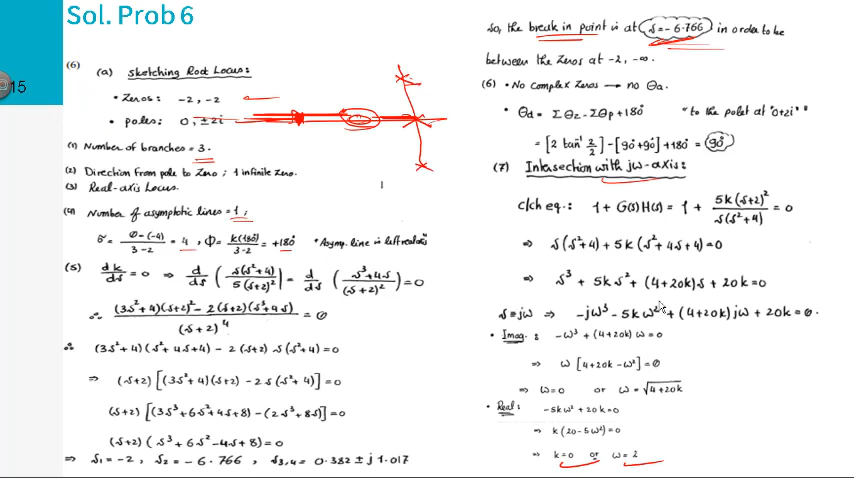 Sol. Prob 6
15
(6)
(a) Sketching Root Locus:
• Zeros: -2, -2
• poles: 0, ±2i
(1) Number of branches = 3.
(2) Direction from pole to Zero; 1 infinite zero.
(3) Real-axis Locus.
(4) Number of asymptotic lines = 1;
σ = 0-(-4)/3-2 = 4, Φ = k(180°)/3-2 = +180° "Asymp. line is left real axis"
(5) dk/ds = 0 ⇒ d/ds (s(s²+4)/5(s+2)²) = d/ds (s³+4s/(s+2)²) = 0
∴ (3s²+4)(s+2)² - 2(s+2)(s³+4s)/(s+2)⁴ = 0
∴ (3s²+4)(s²+4s+4) - 2(s+2) s(s²+4) = 0
⇒ (s+2) [(3s²+4)(s+2) - 2s(s²+4)] = 0
(s+2) [(3s³+6s²+4s+8) - (2s³+8s)] = 0
(s+2) (s³+6s²-4s+8) = 0
⇒ s₁ = -2, s₂ = -6.766, s₃,₄ = 0.382 ± j 1.017
so, the break in point is at s = -6.766 in order to be
between the zeros at -2, -∞.
(6) • No complex zeros → no θa.
• θd = Σθz - Σθp + 180° "to the pole at "0+2i""
= [2 tan⁻¹ 2/2] - [90+90] + 180° = 90°
(7) Intersection with jw-axis:
c/ch eq.: 1 + G(s)H(s) = 1 + 5k(s+2)²/s(s²+4) = 0
⇒ s(s²+4) + 5k(s²+4s+4) = 0
⇒ s³ + 5ks² + (4+20k)s + 20k = 0
s = jω ⇒ -jω³ - 5kω² + (4+20k)jω + 20k = 0.
• Imag.: -ω³ + (4+20k)ω = 0
⇒ ω [4+20k - ω²] = 0
⇒ ω=0 or ω = √4+20k
• Real: -5kω² + 20k = 0
⇒ k(20-5ω²) = 0
⇒ k=0 or ω=2